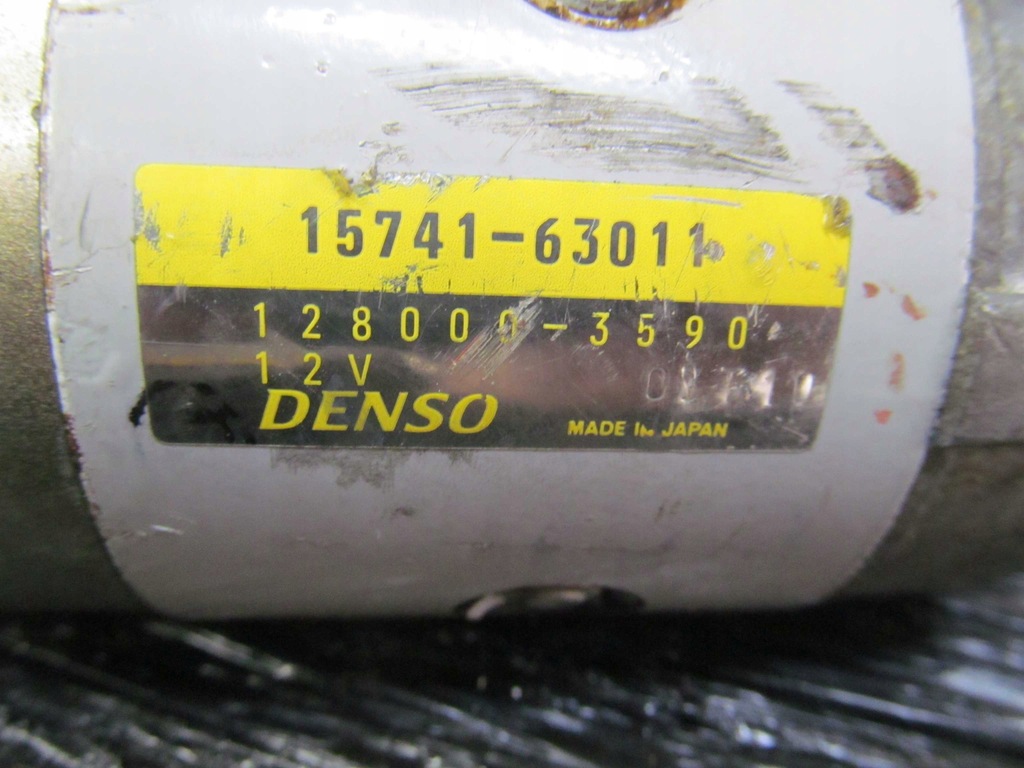 15741-63011
128000-3590
12V
DENSO
MADE IN JAPAN